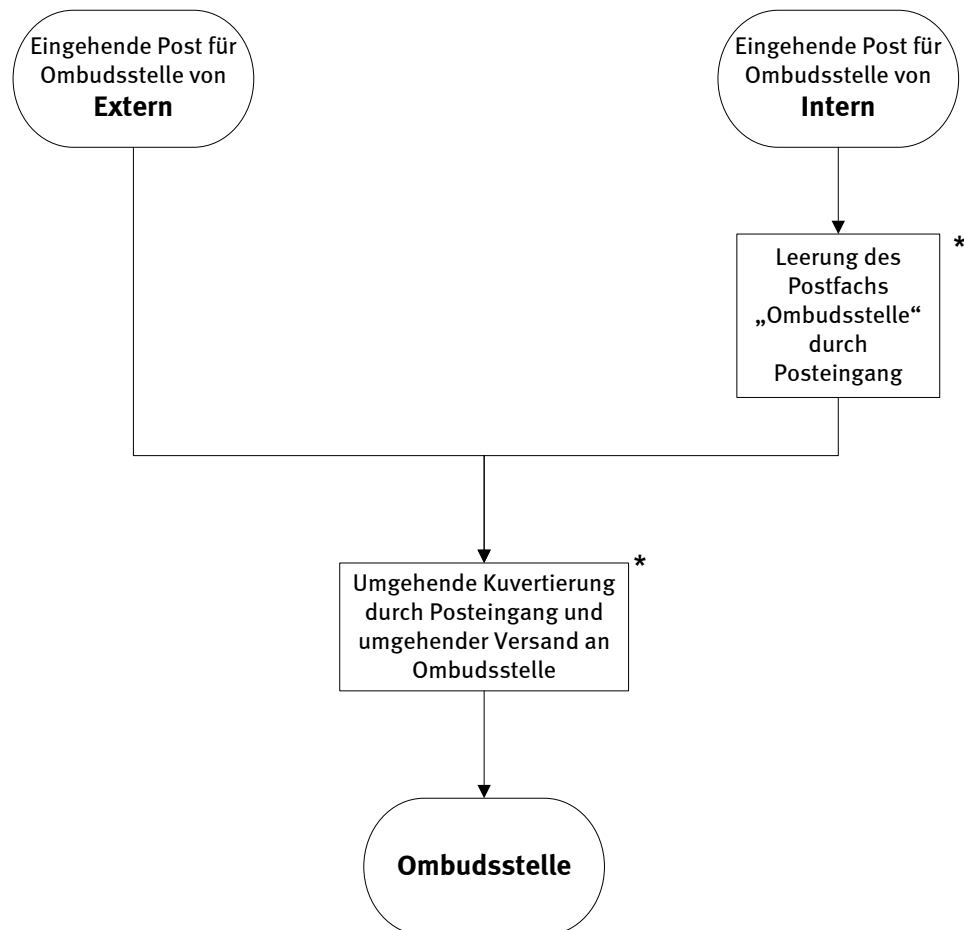 Eingehende Post für
Ombudsstelle von
Extern
Eingehende Post für
Ombudsstelle von
Intern
*
Leerung des
Postfachs
„Ombudsstelle“
durch
Posteingang
*
Umgehende Kuvertierung
durch Posteingang und
umgehender Versand an
Ombudsstelle
Ombudsstelle